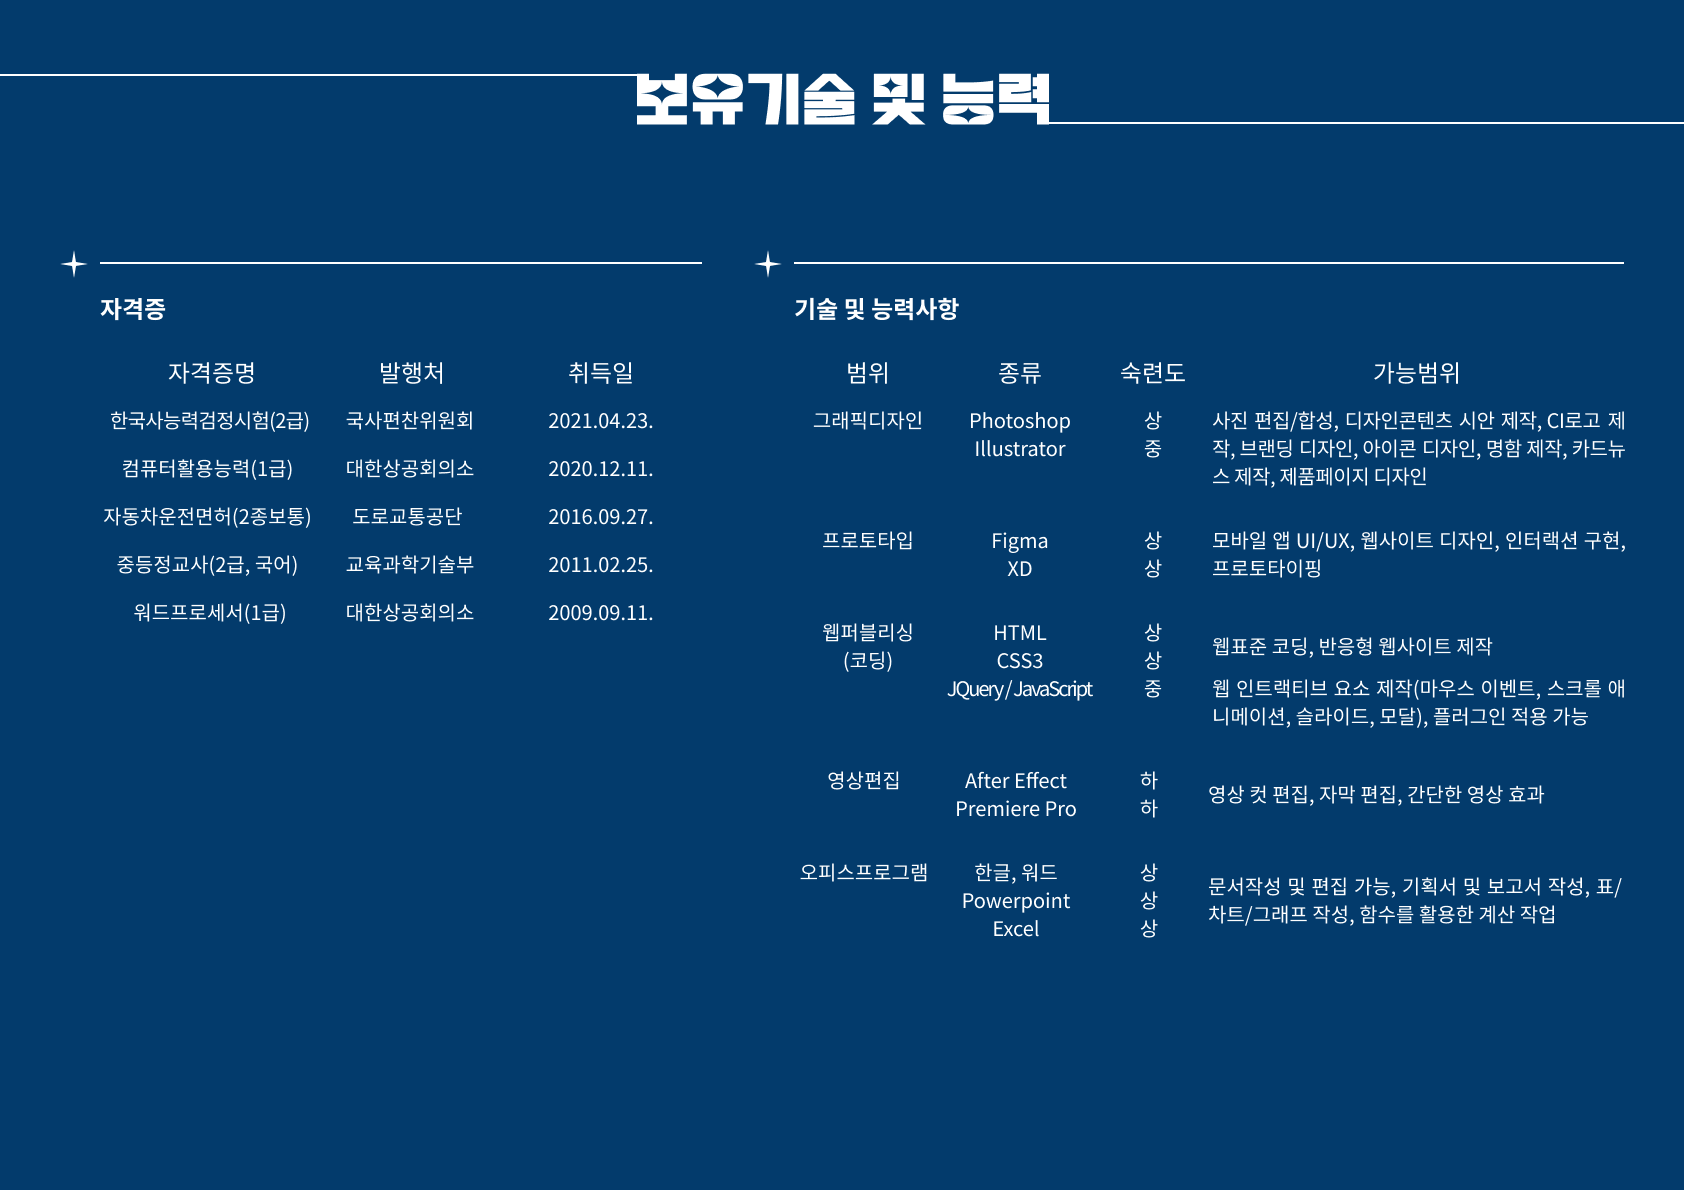 보유기술 및 능력
자격증
자격증명 발행처 취득일
한국사능력검정시험(2급) 국사편찬위원회 2021.04.23.
컴퓨터활용능력(1급) 대한상공회의소 2020.12.11.
자동차운전면허(2종보통) 도로교통공단 2016.09.27.
중등정교사(2급, 국어) 교육과학기술부 2011.02.25.
워드프로세서(1급) 대한상공회의소 2009.09.11.
기술 및 능력사항
범위 종류 숙련도 가능범위
그래픽디자인 Photoshop 상 사진 편집/합성, 디자인콘텐츠 시안 제작, CI로고 제
Illustrator 중 작, 브랜딩 디자인, 아이콘 디자인, 명함 제작, 카드뉴
스 제작, 제품페이지 디자인
프로토타입 Figma 상 모바일 앱 UI/UX, 웹사이트 디자인, 인터랙션 구현,
XD 상 프로토타이핑
웹퍼블리싱 HTML 상
웹표준 코딩, 반응형 웹사이트 제작
(코딩) CSS3 상
JQuery / JavaScript 중 웹 인트랙티브 요소 제작(마우스 이벤트, 스크롤 애
니메이션, 슬라이드, 모달), 플러그인 적용 가능
영상편집 After Effect 하
영상 컷 편집, 자막 편집, 간단한 영상 효과
Premiere Pro 하
오피스프로그램 한글, 워드 상
문서작성 및 편집 가능, 기획서 및 보고서 작성, 표/
Powerpoint 상
차트/그래프 작성, 함수를 활용한 계산 작업
Excel 상